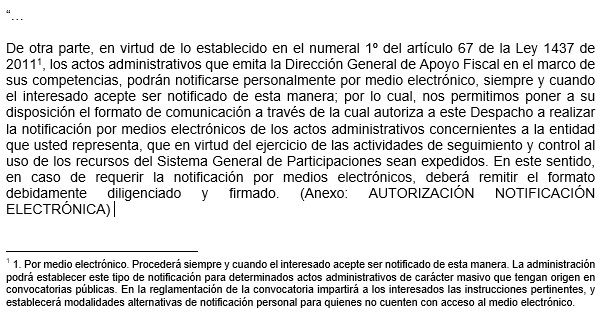 “…
De otra parte, en virtud de lo establecido en el numeral 1º del artículo 67 de la Ley 1437 de
2011¹, los actos administrativos que emita la Dirección General de Apoyo Fiscal en el marco de
sus competencias, podrán notificarse personalmente por medio electrónico, siempre y cuando
el interesado acepte ser notificado de esta manera; por lo cual, nos permitimos poner a su
disposición el formato de comunicación a través de la cual autoriza a este Despacho a realizar
la notificación por medios electrónicos de los actos administrativos concernientes a la entidad
que usted representa, que en virtud del ejercicio de las actividades de seguimiento y control al
uso de los recursos del Sistema General de Participaciones sean expedidos. En este sentido,
en caso de requerir la notificación por medios electrónicos, deberá remitir el formato
debidamente diligenciado y firmado. (Anexo: AUTORIZACIÓN NOTIFICACIÓN
ELECTRÓNICA)
¹ 1. Por medio electrónico. Procederá siempre y cuando el interesado acepte ser notificado de esta manera. La administración
podrá establecer este tipo de notificación para determinados actos administrativos de carácter masivo que tengan origen en
convocatorias públicas. En la reglamentación de la convocatoria impartirá a los interesados las instrucciones pertinentes, y
establecerá modalidades alternativas de notificación personal para quienes no cuenten con acceso al medio electrónico.